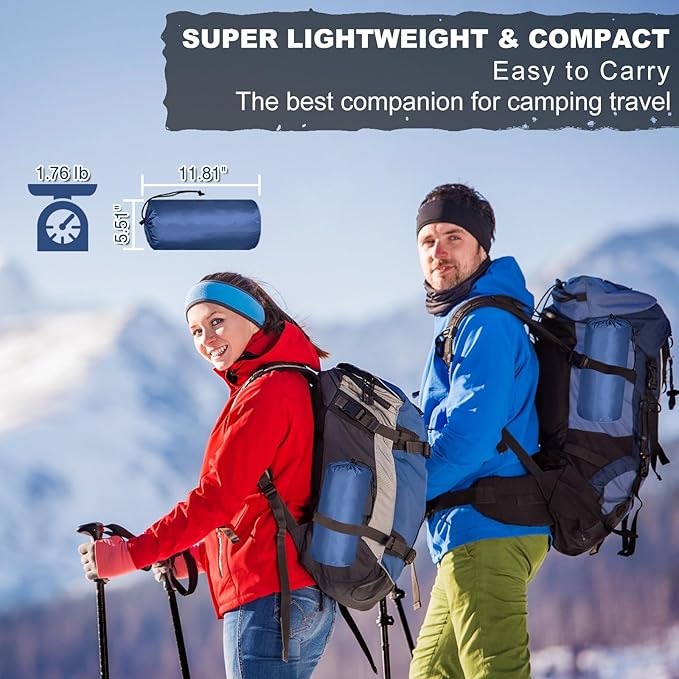 SUPER LIGHTWEIGHT & COMPACT
Easy to Carry
The best companion for camping travel
1.76 lb
11.81"
5.51"